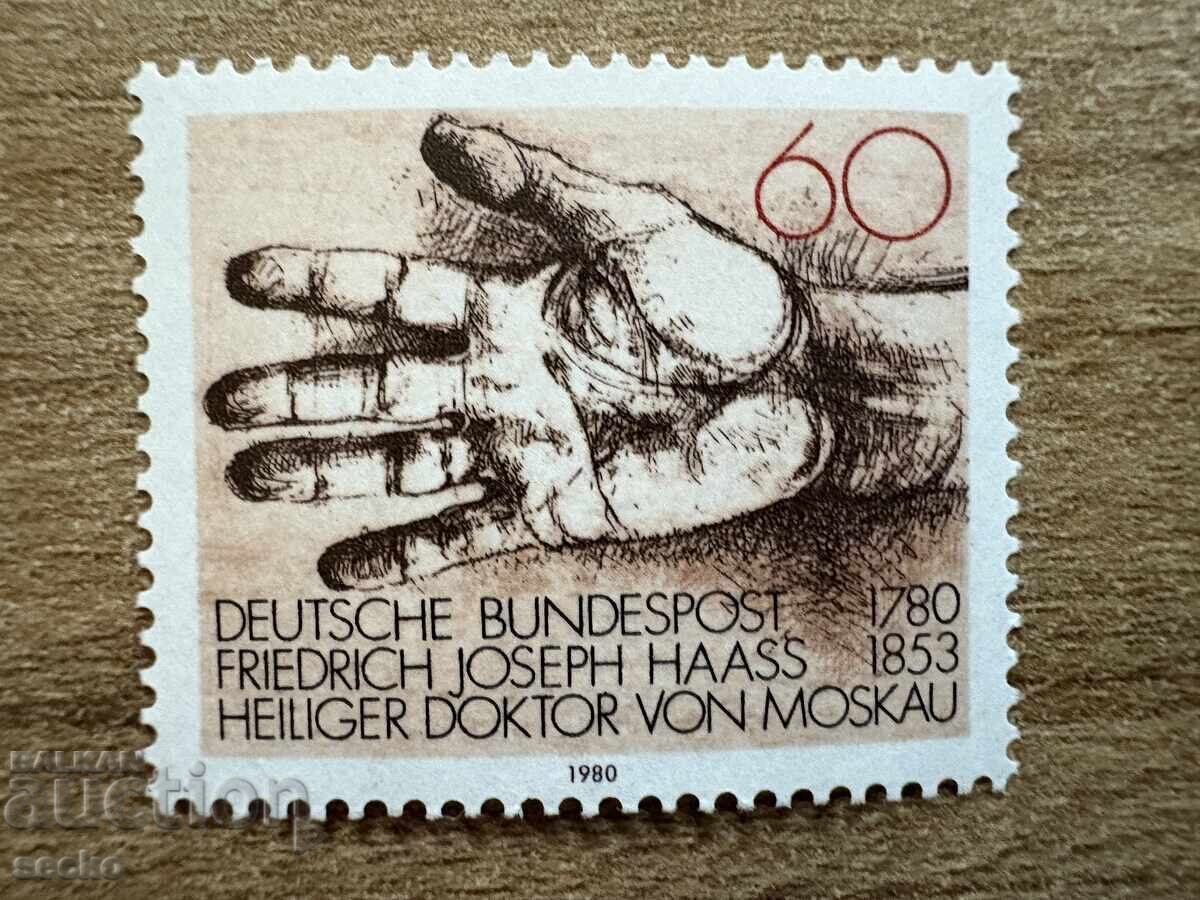 60
DEUTSCHE BUNDESPOST 1780
FRIEDRICH JOSEPH HAASS 1853
HEILIGER DOKTOR VON MOSKAU
1980
BALKAN
auction
secko